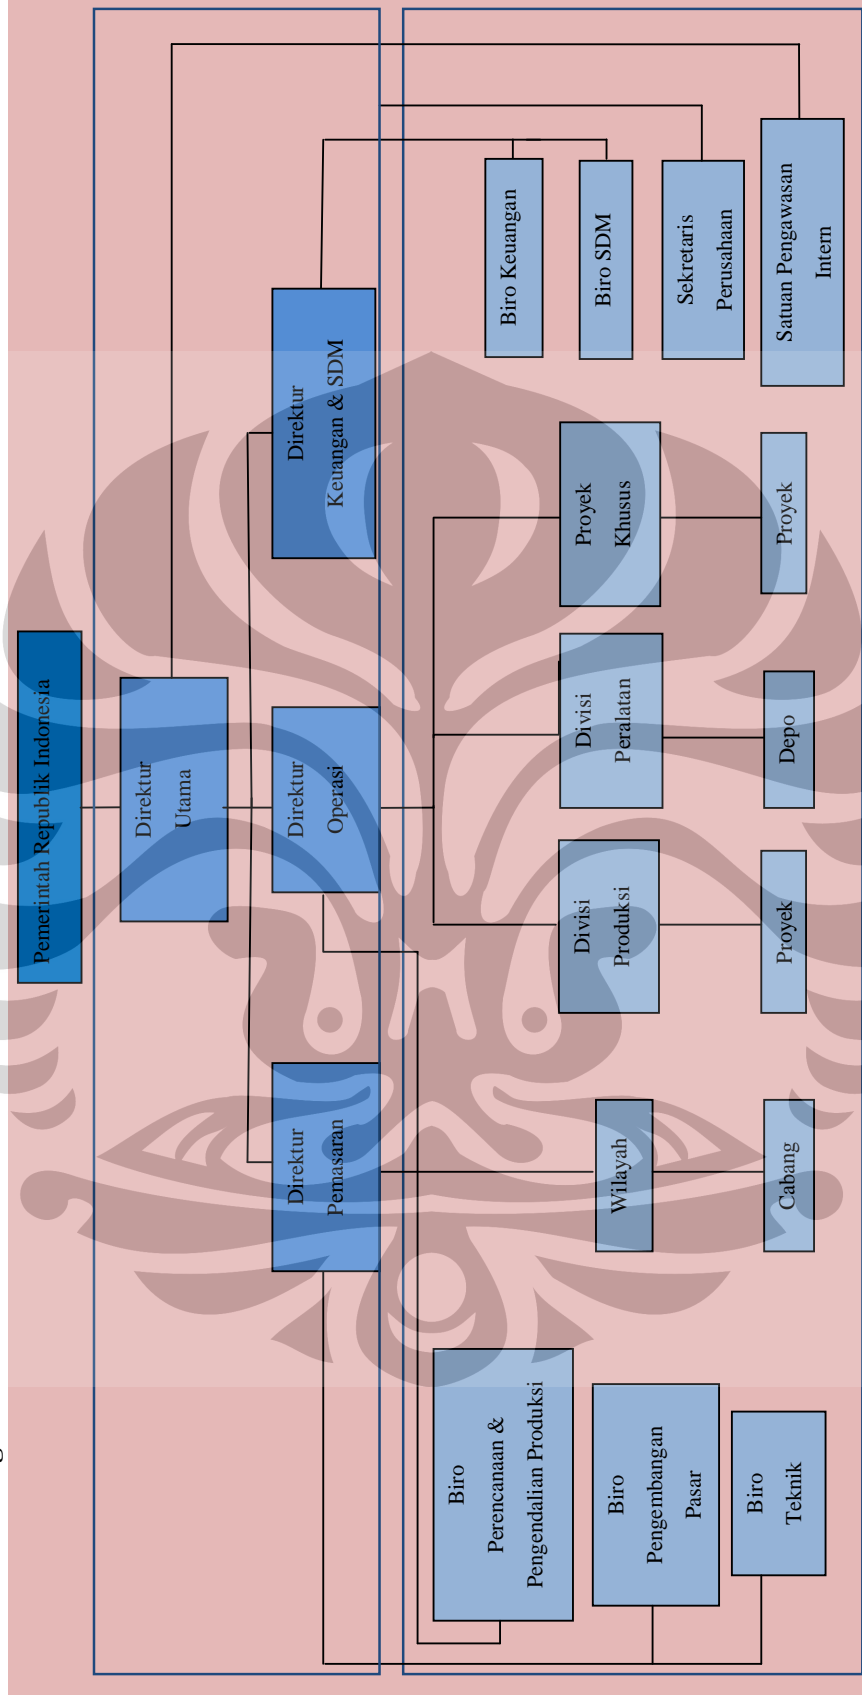 Pemerintah Republik Indonesia
Direktur
Utama
Direktur
Pemasaran
Direktur
Operasi
Direktur
Keuangan & SDM
Biro
Perencanaan &
Pengendalian Produksi
Biro
Pengembangan
Pasar
Biro
Teknik
Wilayah
Cabang
Divisi
Produksi
Proyek
Divisi
Peralatan
Depo
Proyek
Khusus
Proyek
Biro Keuangan
Biro SDM
Sekretaris
Perusahaan
Satuan Pengawasan
Intern